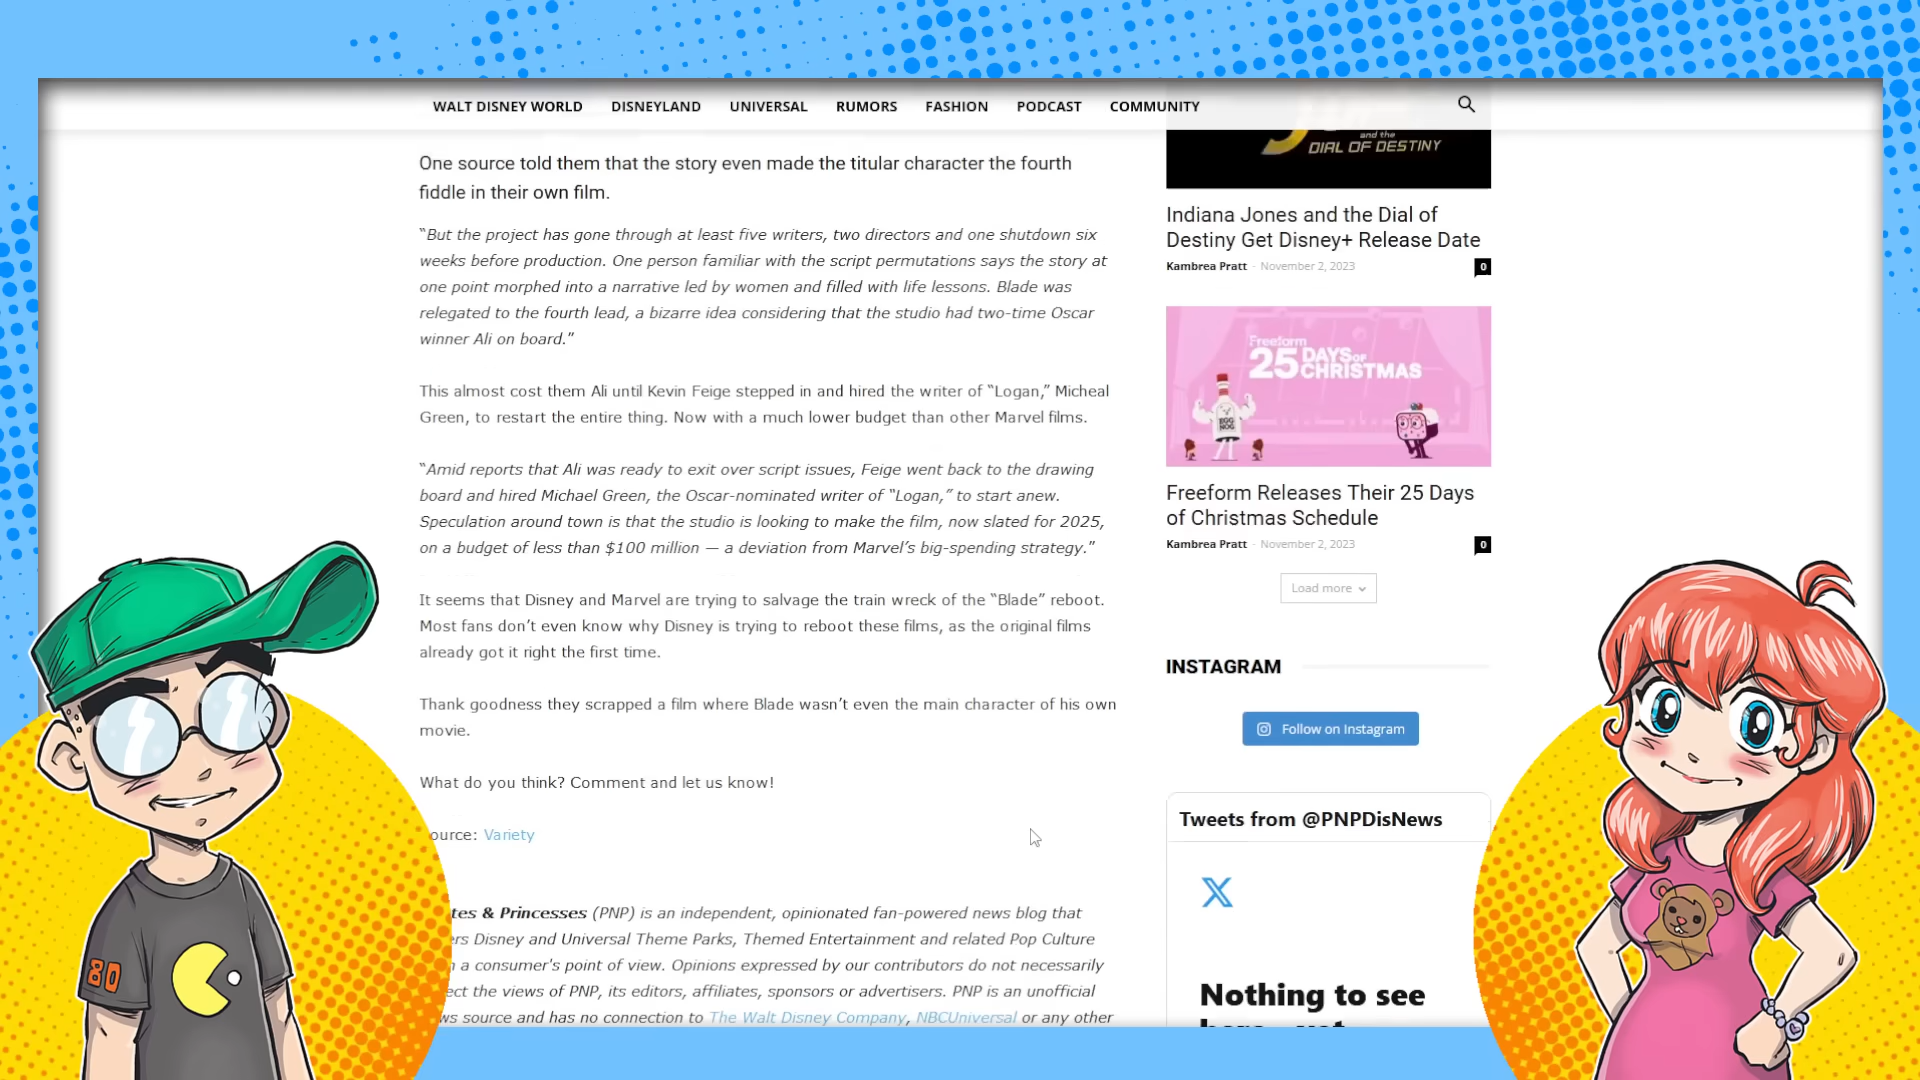 WALT DISNEY WORLD DISNEYLAND UNIVERSAL RUMORS FASHION PODCAST COMMUNITY
One source told them that the story even made the titular character the fourth
fiddle in their own film.
“But the project has gone through at least five writers, two directors and one shutdown six
weeks before production. One person familiar with the script permutations says the story at
one point morphed into a narrative led by women and filled with life lessons. Blade was
relegated to the fourth lead, a bizarre idea considering that the studio had two-time Oscar
winner Ali on board.”
This almost cost them Ali until Kevin Feige stepped in and hired the writer of “Logan,” Micheal
Green, to restart the entire thing. Now with a much lower budget than other Marvel films.
“Amid reports that Ali was ready to exit over script issues, Feige went back to the drawing
board and hired Michael Green, the Oscar-nominated writer of “Logan,” to start anew.
Speculation around town is that the studio is looking to make the film, now slated for 2025,
on a budget of less than $100 million — a deviation from Marvel’s big-spending strategy.”
It seems that Disney and Marvel are trying to salvage the train wreck of the “Blade” reboot.
Most fans don’t even know why Disney is trying to reboot these films, as the original films
already got it right the first time.
Thank goodness they scrapped a film where Blade wasn’t even the main character of his own
movie.
What do you think? Comment and let us know!
ource: Variety
tes & Princesses (PNP) is an independent, opinionated fan-powered news blog that
ers Disney and Universal Theme Parks, Themed Entertainment and related Pop Culture
a consumer's point of view. Opinions expressed by our contributors do not necessarily
ect the views of PNP, its editors, affiliates, sponsors or advertisers. PNP is an unofficial
ws source and has no connection to The Walt Disney Company, NBCUniversal or any other
and the
DIAL OF DESTINY
Indiana Jones and the Dial of
Destiny Get Disney+ Release Date
Kambrea Pratt - November 2, 2023 0
Freeform
25 DAYS OF
CHRISTMAS
EGG
NOG
Freeform Releases Their 25 Days
of Christmas Schedule
Kambrea Pratt - November 2, 2023 0
Load more
INSTAGRAM
Follow on Instagram
Tweets from @PNPDisNews
X
Nothing to see
80